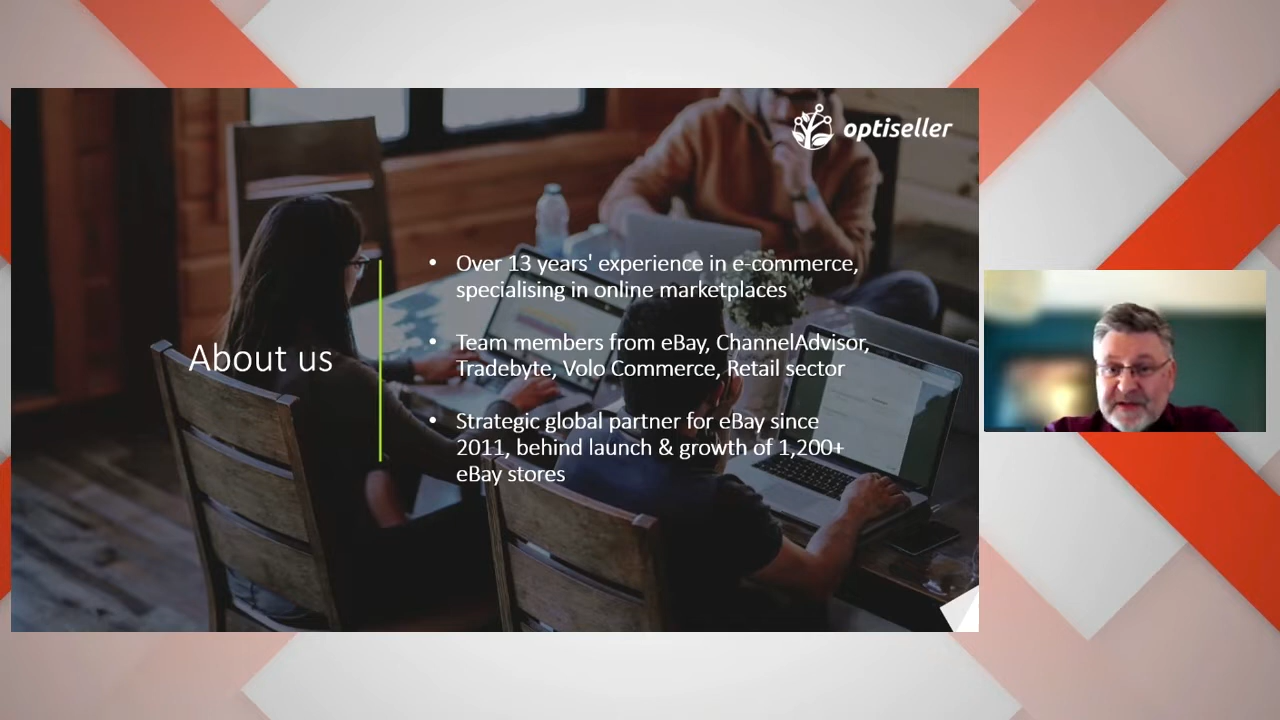 optiseller
About us
• Over 13 years' experience in e-commerce,
specialising in online marketplaces
• Team members from eBay, ChannelAdvisor,
Tradebyte, Volo Commerce, Retail sector
• Strategic global partner for eBay since
2011, behind launch & growth of 1,200+
eBay stores